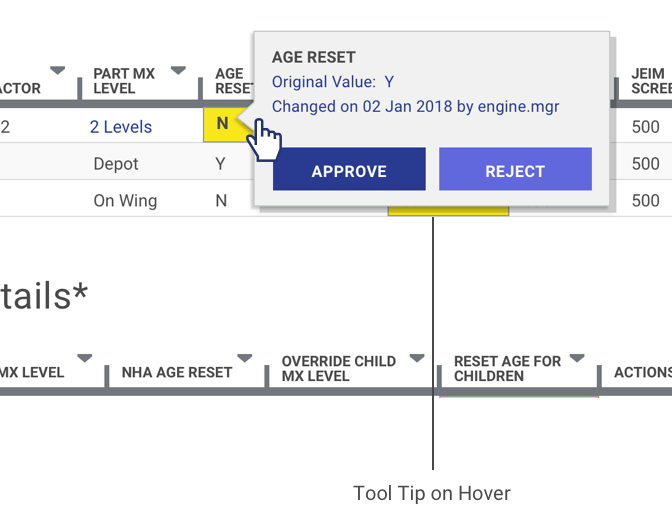 AGE RESET
Original Value: Y
Changed on 02 Jan 2018 by engine.mgr
APPROVE REJECT
ACTOR PART MX LEVEL AGE RESET JEIM SCREE
2 2 Levels N 500
Depot Y 500
On Wing N 500
tails*
MX LEVEL NHA AGE RESET OVERRIDE CHILD MX LEVEL RESET AGE FOR CHILDREN ACTIONS
Tool Tip on Hover